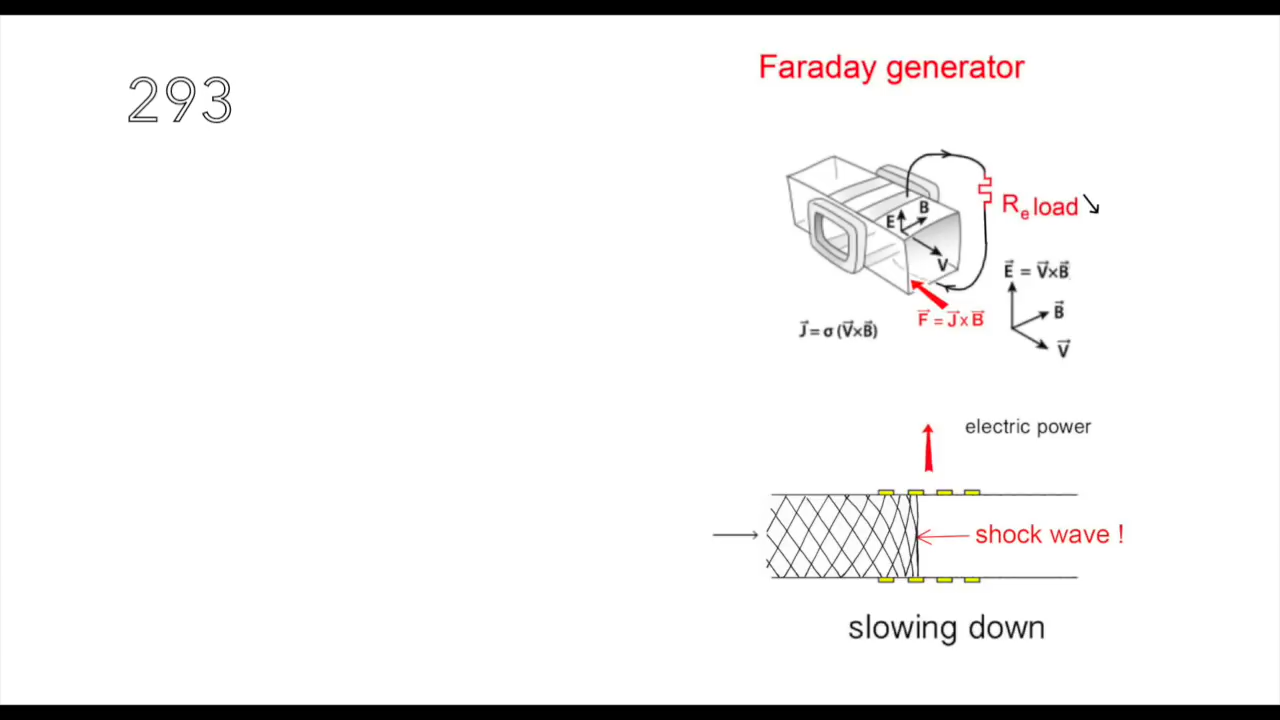 293
Faraday generator
B
E
V
Re load ↘
E⃗ = V⃗×B⃗
B⃗
V⃗
J⃗ = σ (V⃗×B⃗)
F⃗ = J⃗×B⃗
electric power
shock wave !
slowing down